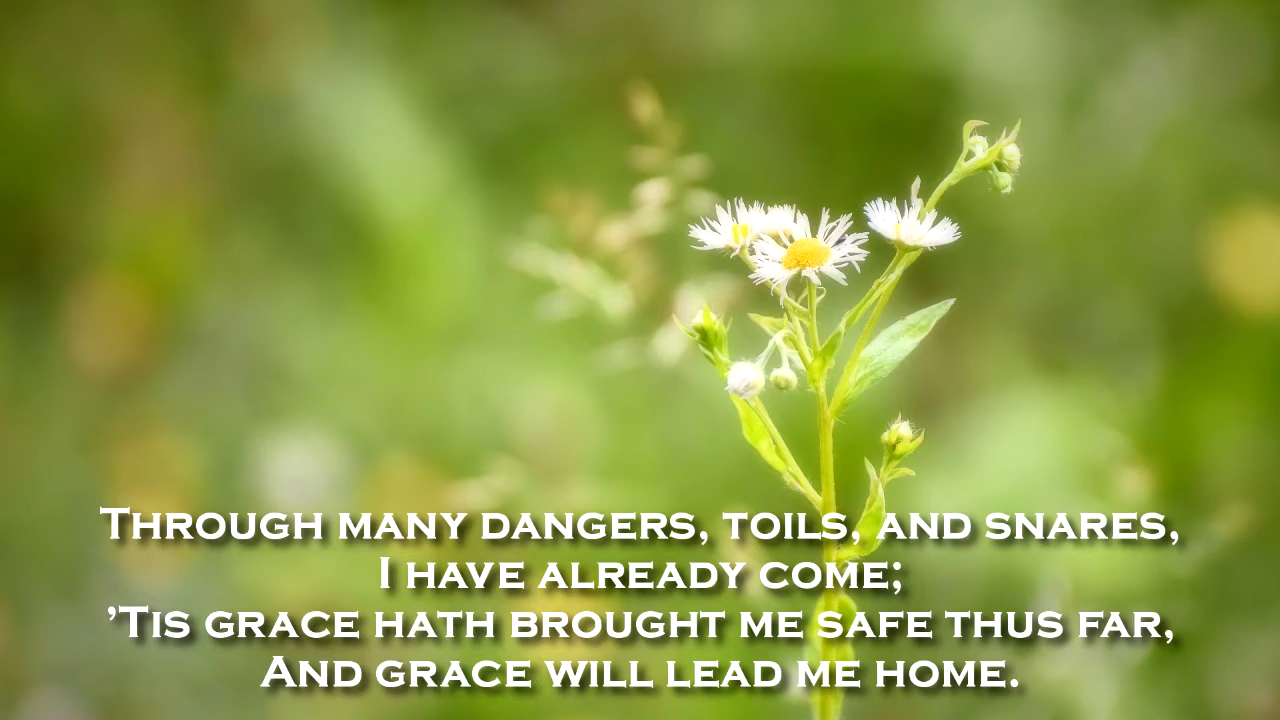 Through many dangers, toils, and snares,
I have already come;
’Tis grace hath brought me safe thus far,
And grace will lead me home.